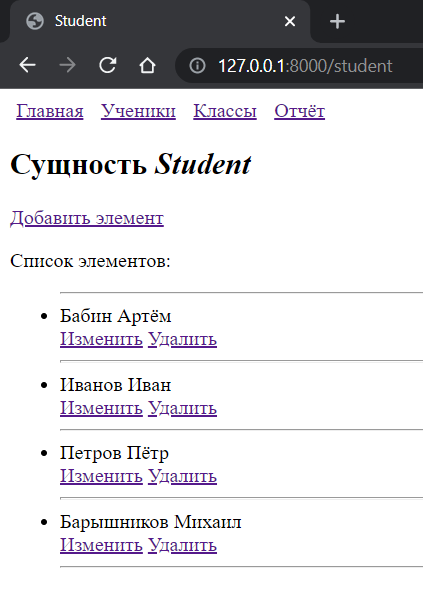 Student
127.0.0.1:8000/student
Главная Ученики Классы Отчёт
Сущность Student
Добавить элемент
Список элементов:
Бабин Артём
Изменить Удалить
Иванов Иван
Изменить Удалить
Петров Пётр
Изменить Удалить
Барышников Михаил
Изменить Удалить